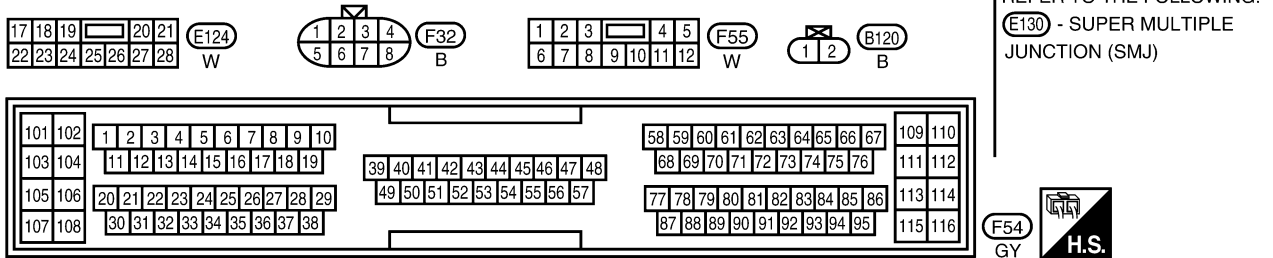 REFER TO THE FOLLOWING.
E130 - SUPER MULTIPLE
JUNCTION (SMJ)
17 18 19 20 21
22 23 24 25 26 27 28
E124
W
1 2 3 4
5 6 7 8
F32
B
1 2 3 4 5
6 7 8 9 10 11 12
F55
W
1 2
B120
B
101 102
103 104
105 106
107 108
1 2 3 4 5 6 7 8 9 10
11 12 13 14 15 16 17 18 19
20 21 22 23 24 25 26 27 28 29
30 31 32 33 34 35 36 37 38
39 40 41 42 43 44 45 46 47 48
49 50 51 52 53 54 55 56 57
58 59 60 61 62 63 64 65 66 67
68 69 70 71 72 73 74 75 76
77 78 79 80 81 82 83 84 85 86
87 88 89 90 91 92 93 94 95
109 110
111 112
113 114
115 116
F54
GY
H.S.